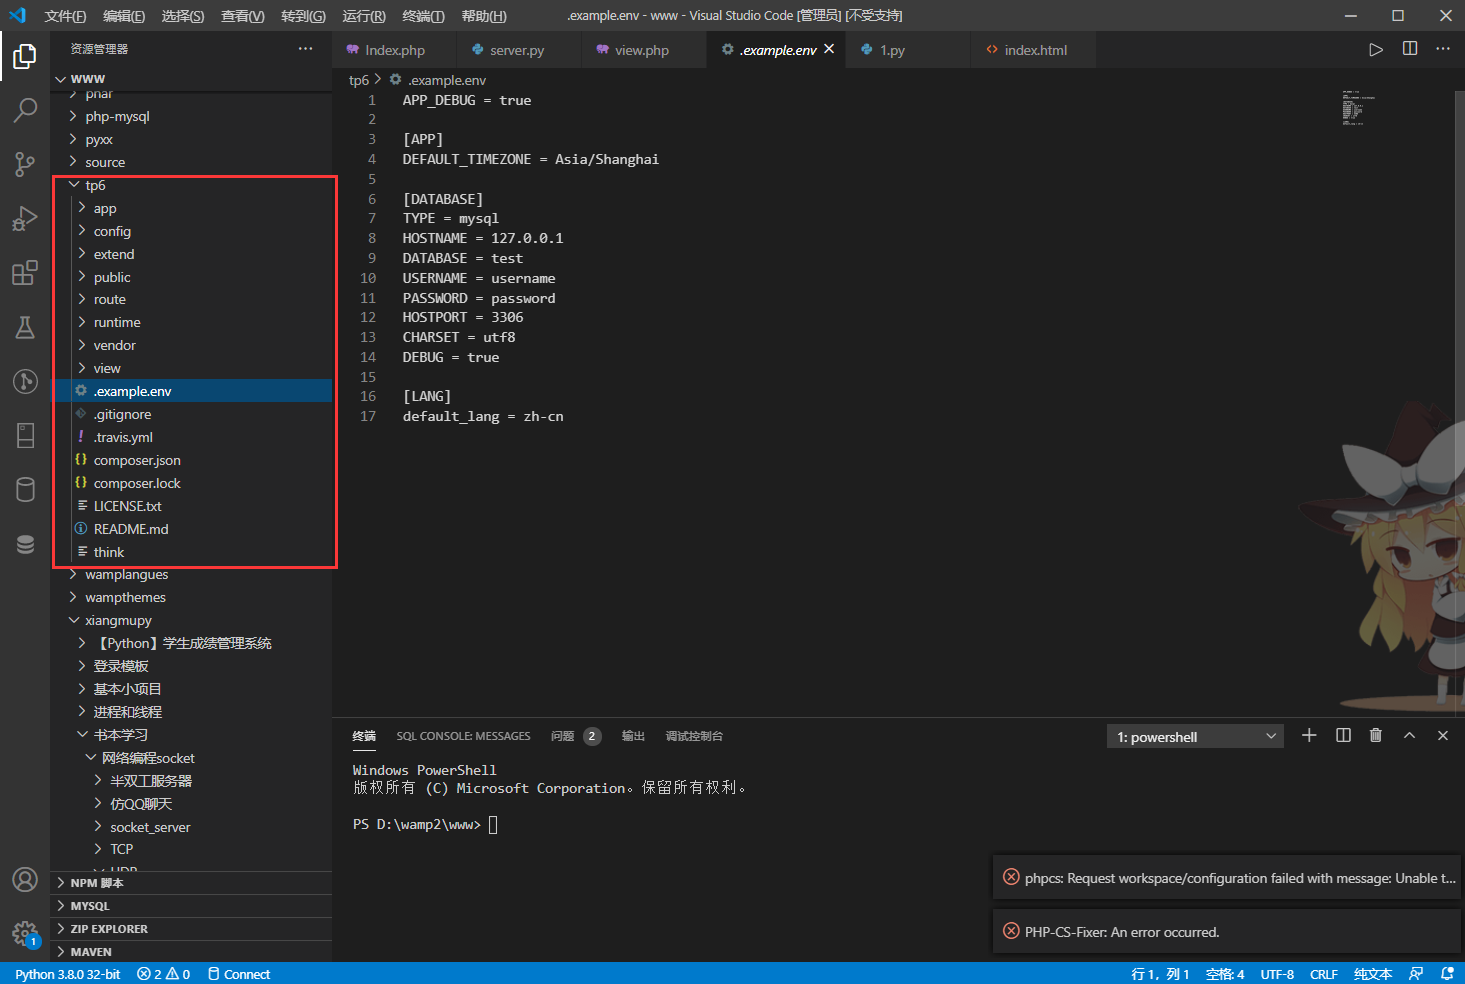 文件(F) 编辑(E) 选择(S) 查看(V) 转到(G) 运行(R) 终端(T) 帮助(H) .example.env - www - Visual Studio Code [管理员] [不受支持]
资源管理器
Index.php server.py view.php .example.env 1.py index.html
WWW
phar
php-mysql
pyxx
source
tp6
app
config
extend
public
route
runtime
vendor
view
.example.env
.gitignore
.travis.yml
composer.json
composer.lock
LICENSE.txt
README.md
think
wamplangues
wampthemes
xiangmupy
【Python】学生成绩管理系统
登录模板
基本小项目
进程和线程
书本学习
网络编程socket
半双工服务器
仿QQ聊天
socket_server
TCP
UDP
NPM 脚本
MYSQL
ZIP EXPLORER
MAVEN
tp6 > .example.env
1 APP_DEBUG = true
2
3 [APP]
4 DEFAULT_TIMEZONE = Asia/Shanghai
5
6 [DATABASE]
7 TYPE = mysql
8 HOSTNAME = 127.0.0.1
9 DATABASE = test
10 USERNAME = username
11 PASSWORD = password
12 HOSTPORT = 3306
13 CHARSET = utf8
14 DEBUG = true
15
16 [LANG]
17 default_lang = zh-cn
终端 SQL CONSOLE: MESSAGES 问题 2 输出 调试控制台 1: powershell
Windows PowerShell
版权所有 (C) Microsoft Corporation。保留所有权利。
PS D:\wamp2\www>
phpcs: Request workspace/configuration failed with message: Unable t...
PHP-CS-Fixer: An error occurred.
1
Python 3.8.0 32-bit 2 0 Connect 行 1，列 1 空格: 4 UTF-8 CRLF 纯文本